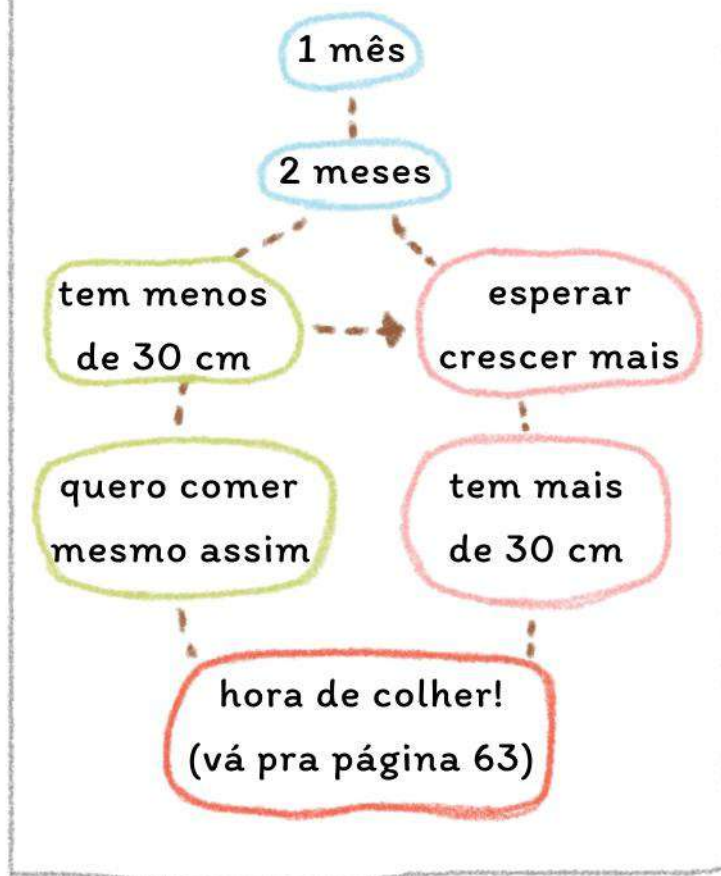 1 mês
2 meses
tem menos
de 30 cm
esperar
crescer mais
quero comer
mesmo assim
tem mais
de 30 cm
hora de colher!
(vá pra página 63)